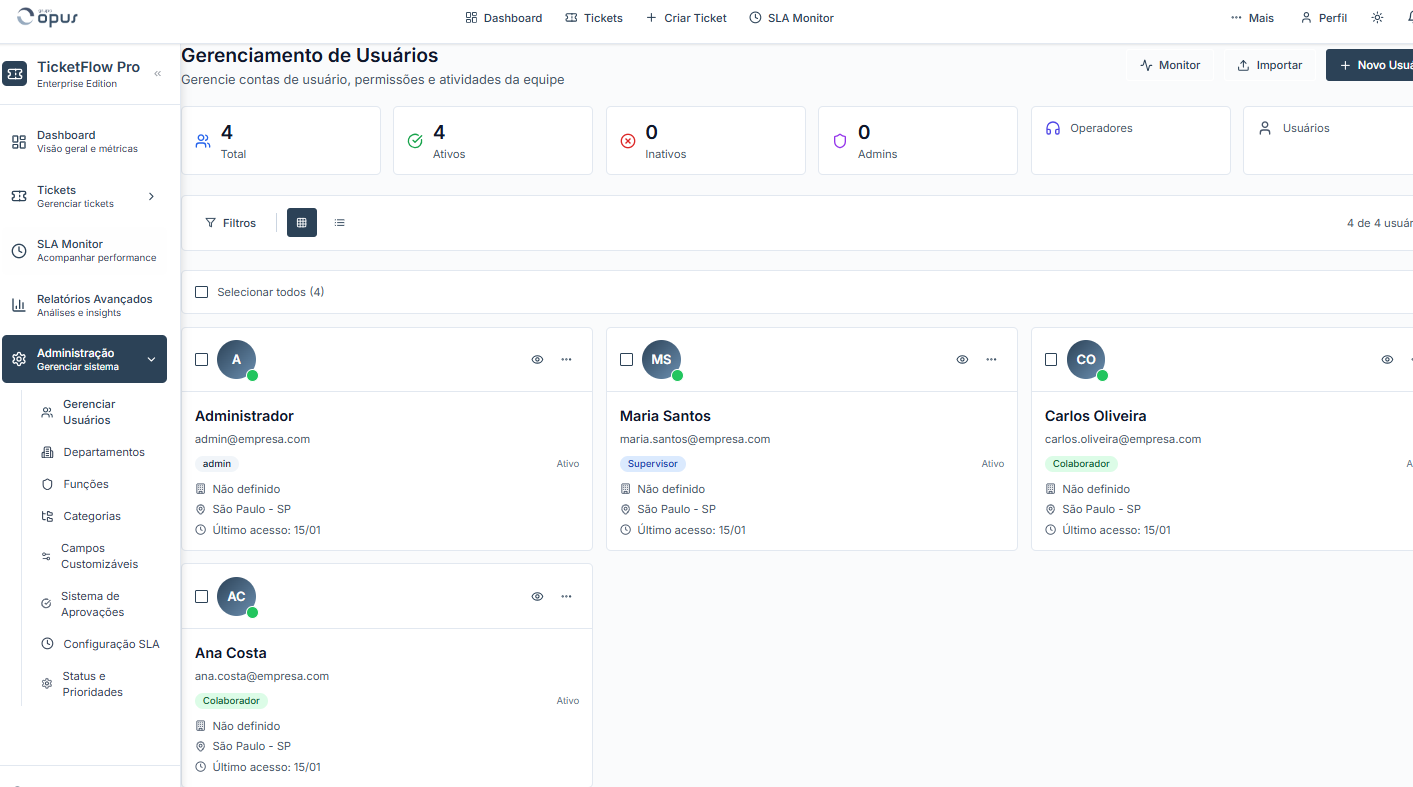 grupo
opus
Dashboard
Tickets
Criar Ticket
SLA Monitor
Mais
Perfil
TicketFlow Pro
Enterprise Edition
«
Gerenciamento de Usuários
Gerencie contas de usuário, permissões e atividades da equipe
Monitor
Importar
Novo Usuá
4
Total
4
Ativos
0
Inativos
0
Admins
Operadores
Usuários
Dashboard
Visão geral e métricas
Tickets
Gerenciar tickets
SLA Monitor
Acompanhar performance
Relatórios Avançados
Análises e insights
Administração
Gerenciar sistema
Gerenciar
Usuários
Departamentos
Funções
Categorias
Campos
Customizáveis
Sistema de
Aprovações
Configuração SLA
Status e
Prioridades
Filtros
4 de 4 usuár
Selecionar todos (4)
A
Administrador
admin@empresa.com
admin
Ativo
Não definido
São Paulo - SP
Último acesso: 15/01
MS
Maria Santos
maria.santos@empresa.com
Supervisor
Ativo
Não definido
São Paulo - SP
Último acesso: 15/01
CO
Carlos Oliveira
carlos.oliveira@empresa.com
Colaborador
A
Não definido
São Paulo - SP
Último acesso: 15/01
AC
Ana Costa
ana.costa@empresa.com
Colaborador
Ativo
Não definido
São Paulo - SP
Último acesso: 15/01